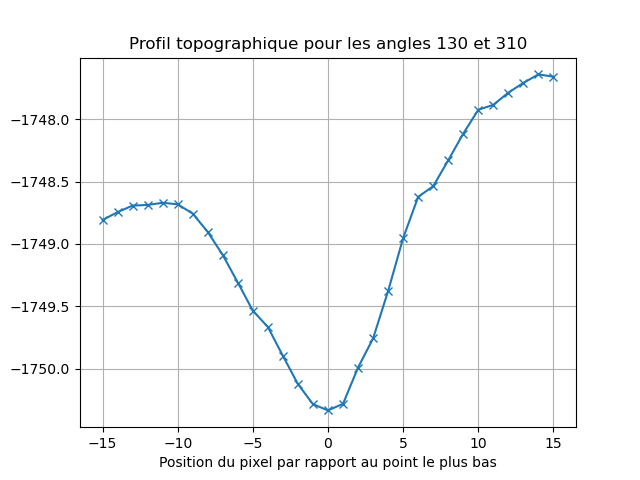 Profil topographique pour les angles 130 et 310
−1748.0
−1748.5
−1749.0
−1749.5
−1750.0
−15 −10 −5 0 5 10 15
Position du pixel par rapport au point le plus bas